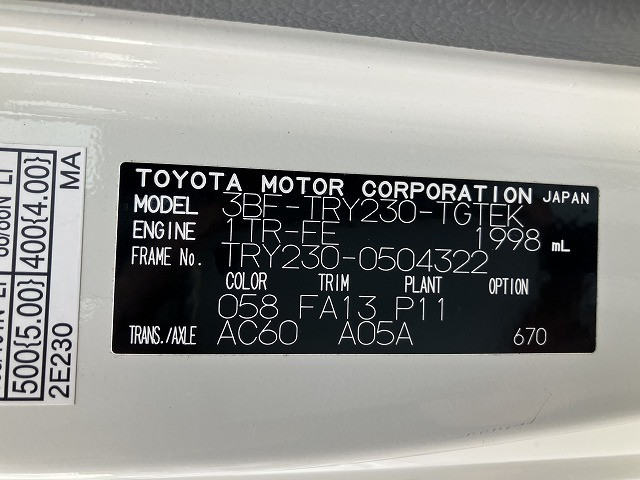 TOYOTA MOTOR CORPORATION JAPAN
MODEL 3BF-TRY230-TGTEK
ENGINE 1TR-FE 1998 mL
FRAME No. TRY230-0504322
COLOR TRIM PLANT OPTION
058 FA13 P11
TRANS./AXLE AC60 A05A 670
500{5.00} 400{4.00}
2E230 MA